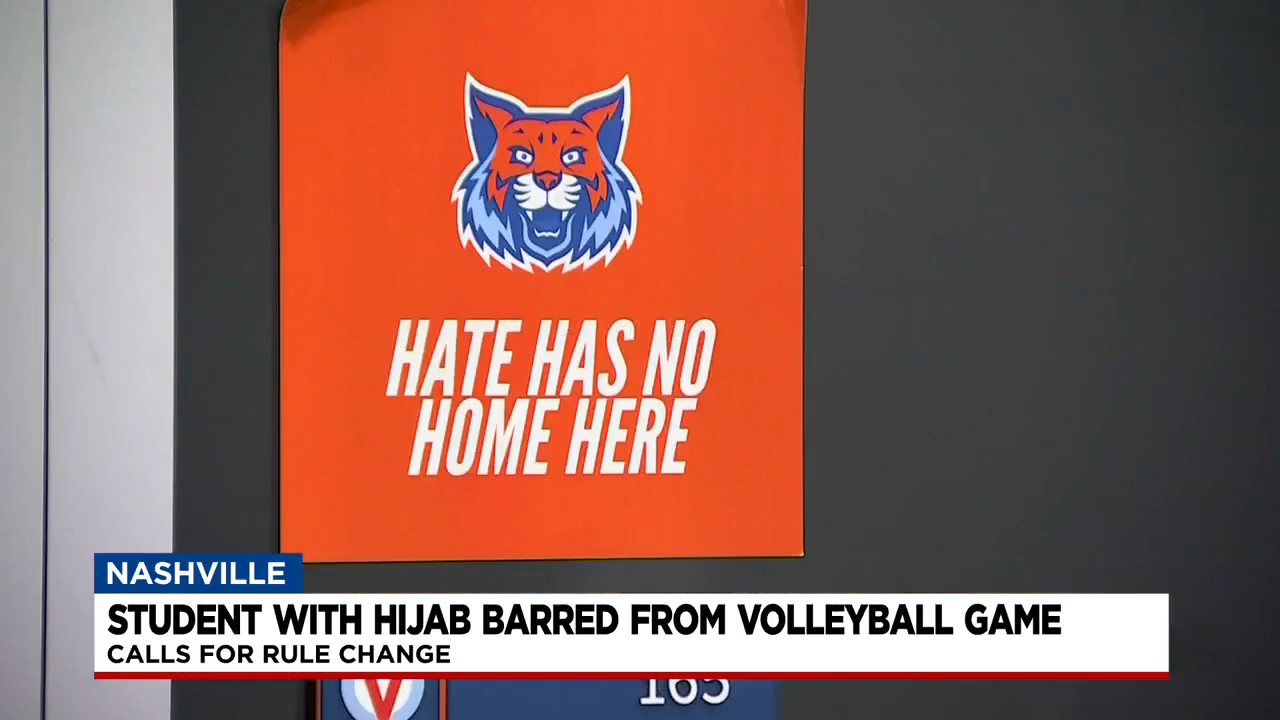 HATE HAS NO
HOME HERE
NASHVILLE
STUDENT WITH HIJAB BARRED FROM VOLLEYBALL GAME
CALLS FOR RULE CHANGE
V
165